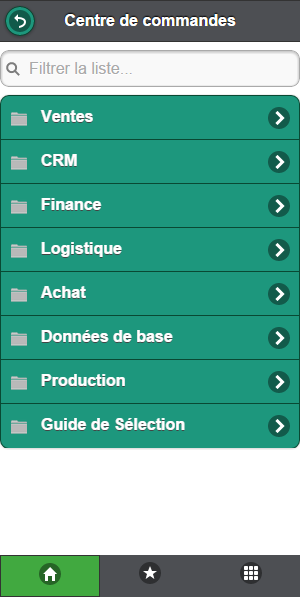 Centre de commandes
Filtrer la liste...
Ventes
CRM
Finance
Logistique
Achat
Données de base
Production
Guide de Sélection